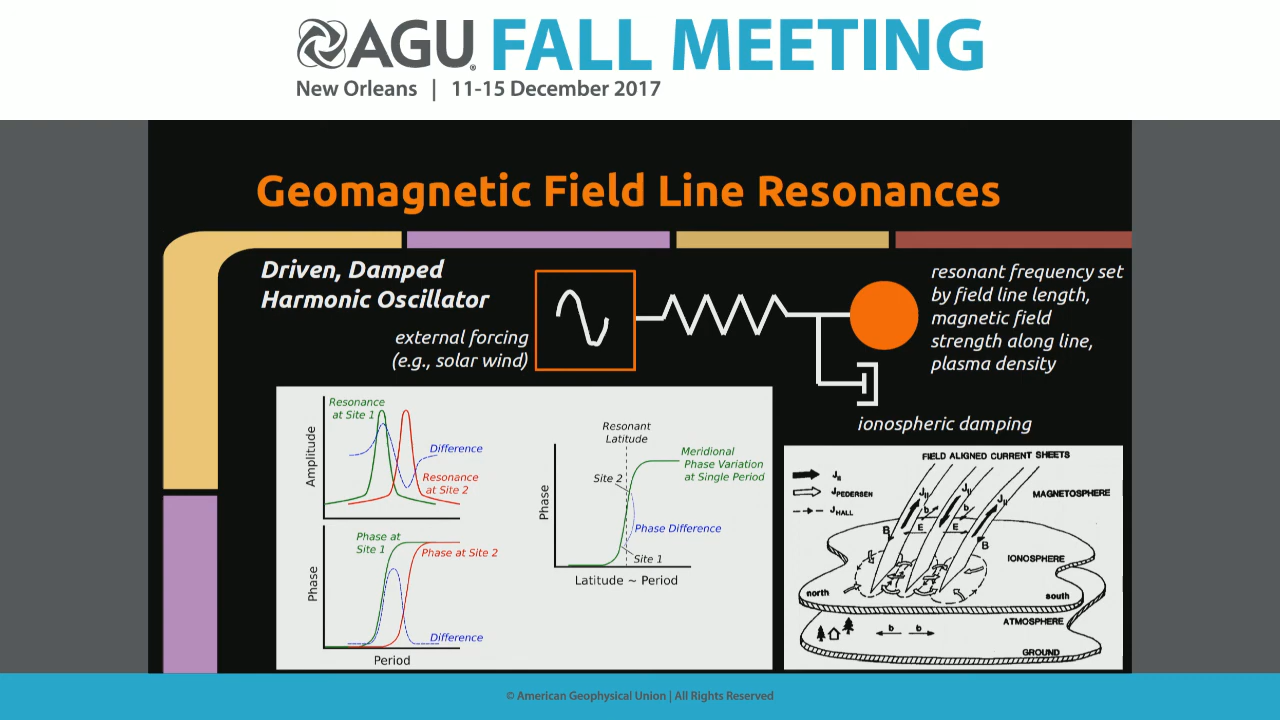 AGU FALL MEETING
New Orleans | 11-15 December 2017
Geomagnetic Field Line Resonances
Driven, Damped
Harmonic Oscillator
external forcing
(e.g., solar wind)
resonant frequency set
by field line length,
magnetic field
strength along line,
plasma density
ionospheric damping
Resonance
at Site 1
Difference
Resonance
at Site 2
Amplitude
Phase at
Site 1
Phase at Site 2
Difference
Phase
Period
Resonant
Latitude
Meridional
Phase Variation
at Single Period
Site 2
Phase Difference
Site 1
Phase
Latitude ~ Period
FIELD ALIGNED CURRENT SHEETS
J||
JPEDERSEN
JHALL
MAGNETOSPHERE
J|| J|| J||
b b
B E E B
IONOSPHERE
north south
ATMOSPHERE
b b
GROUND
© American Geophysical Union | All Rights Reserved